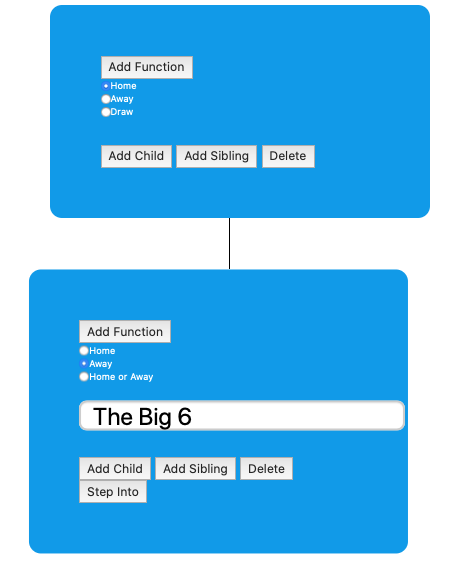 Add Function
Home
Away
Draw
Add Child Add Sibling Delete
Add Function
Home
Away
Home or Away
The Big 6
Add Child Add Sibling Delete
Step Into